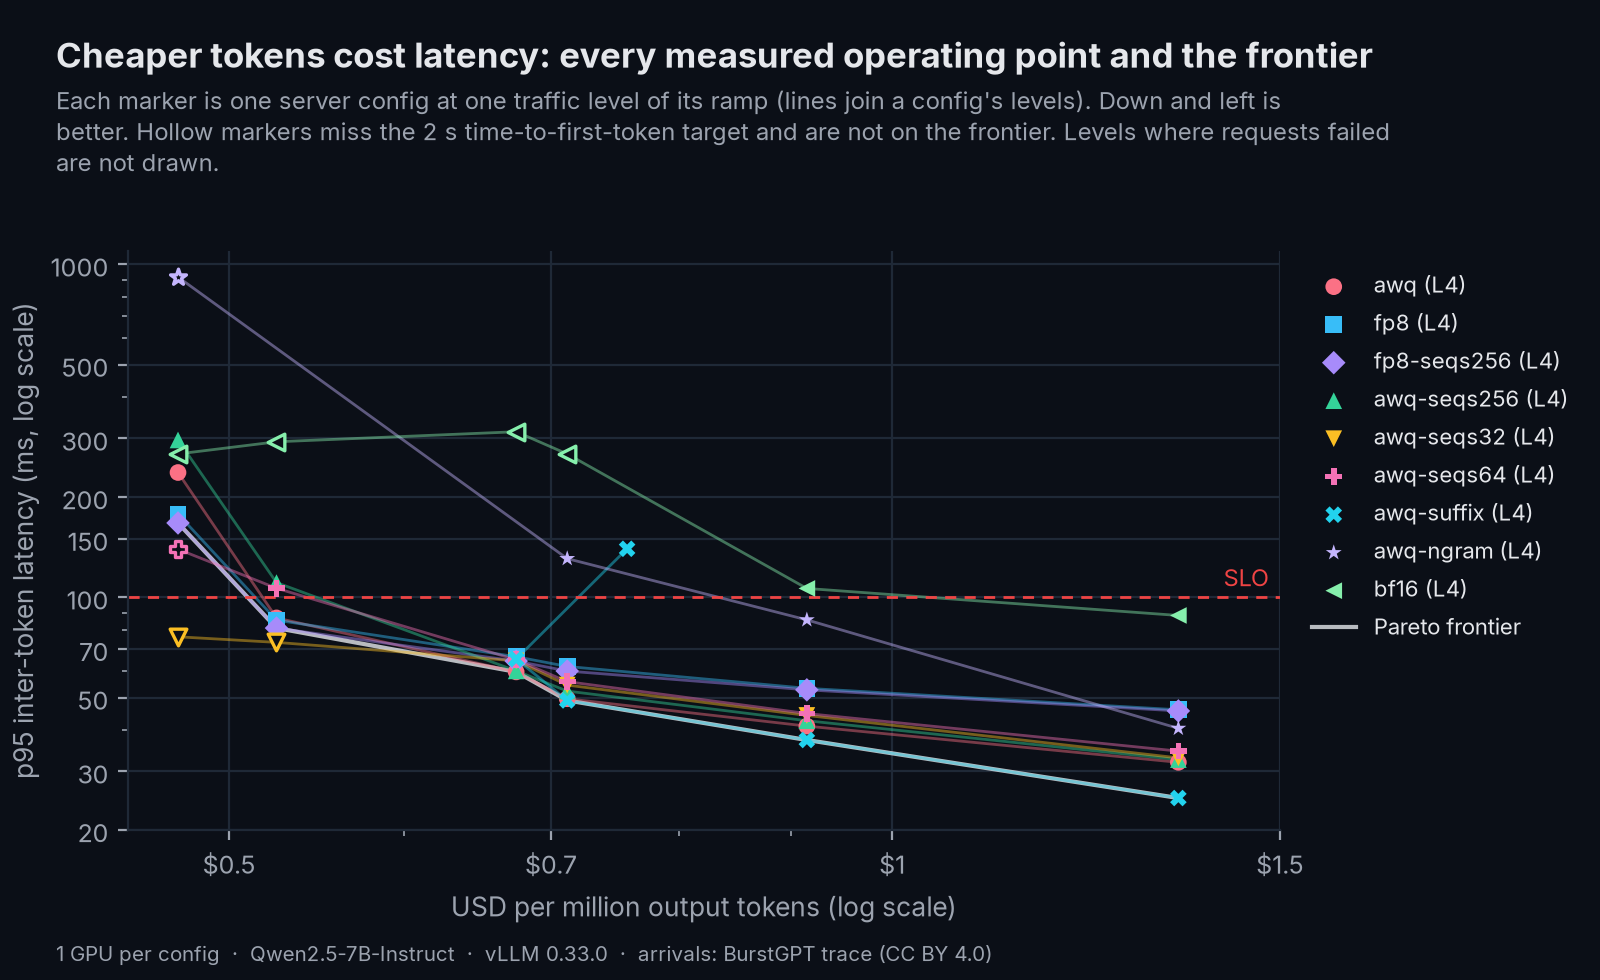 Cheaper tokens cost latency: every measured operating point and the frontier
Each marker is one server config at one traffic level of its ramp (lines join a config's levels). Down and left is
better. Hollow markers miss the 2 s time-to-first-token target and are not on the frontier. Levels where requests failed
are not drawn.
p95 inter-token latency (ms, log scale)
1000
500
300
200
150
100
70
50
30
20
SLO
$0.5
$0.7
$1
$1.5
USD per million output tokens (log scale)
awq (L4)
fp8 (L4)
fp8-seqs256 (L4)
awq-seqs256 (L4)
awq-seqs32 (L4)
awq-seqs64 (L4)
awq-suffix (L4)
awq-ngram (L4)
bf16 (L4)
Pareto frontier
1 GPU per config · Qwen2.5-7B-Instruct · vLLM 0.33.0 · arrivals: BurstGPT trace (CC BY 4.0)